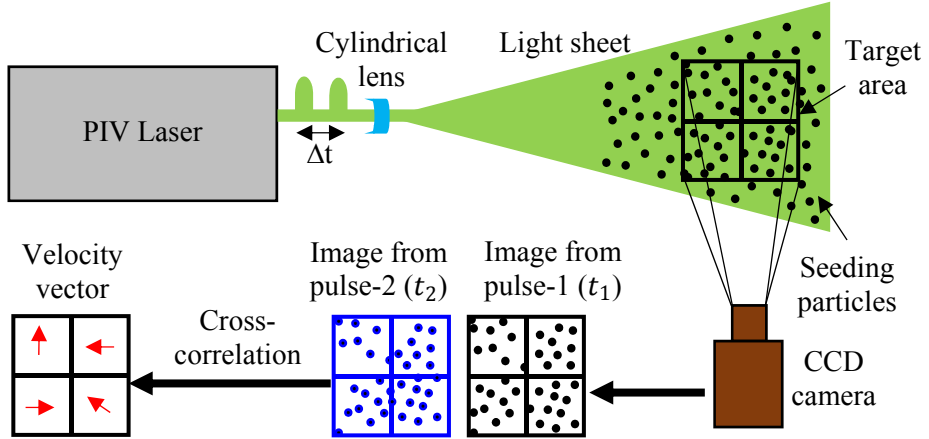 PIV Laser
Δt
Cylindrical
lens
Light sheet
Target
area
Seeding
particles
CCD
camera
Image from
pulse-1 (𝑡₁)
Image from
pulse-2 (𝑡₂)
Cross-
correlation
Velocity
vector